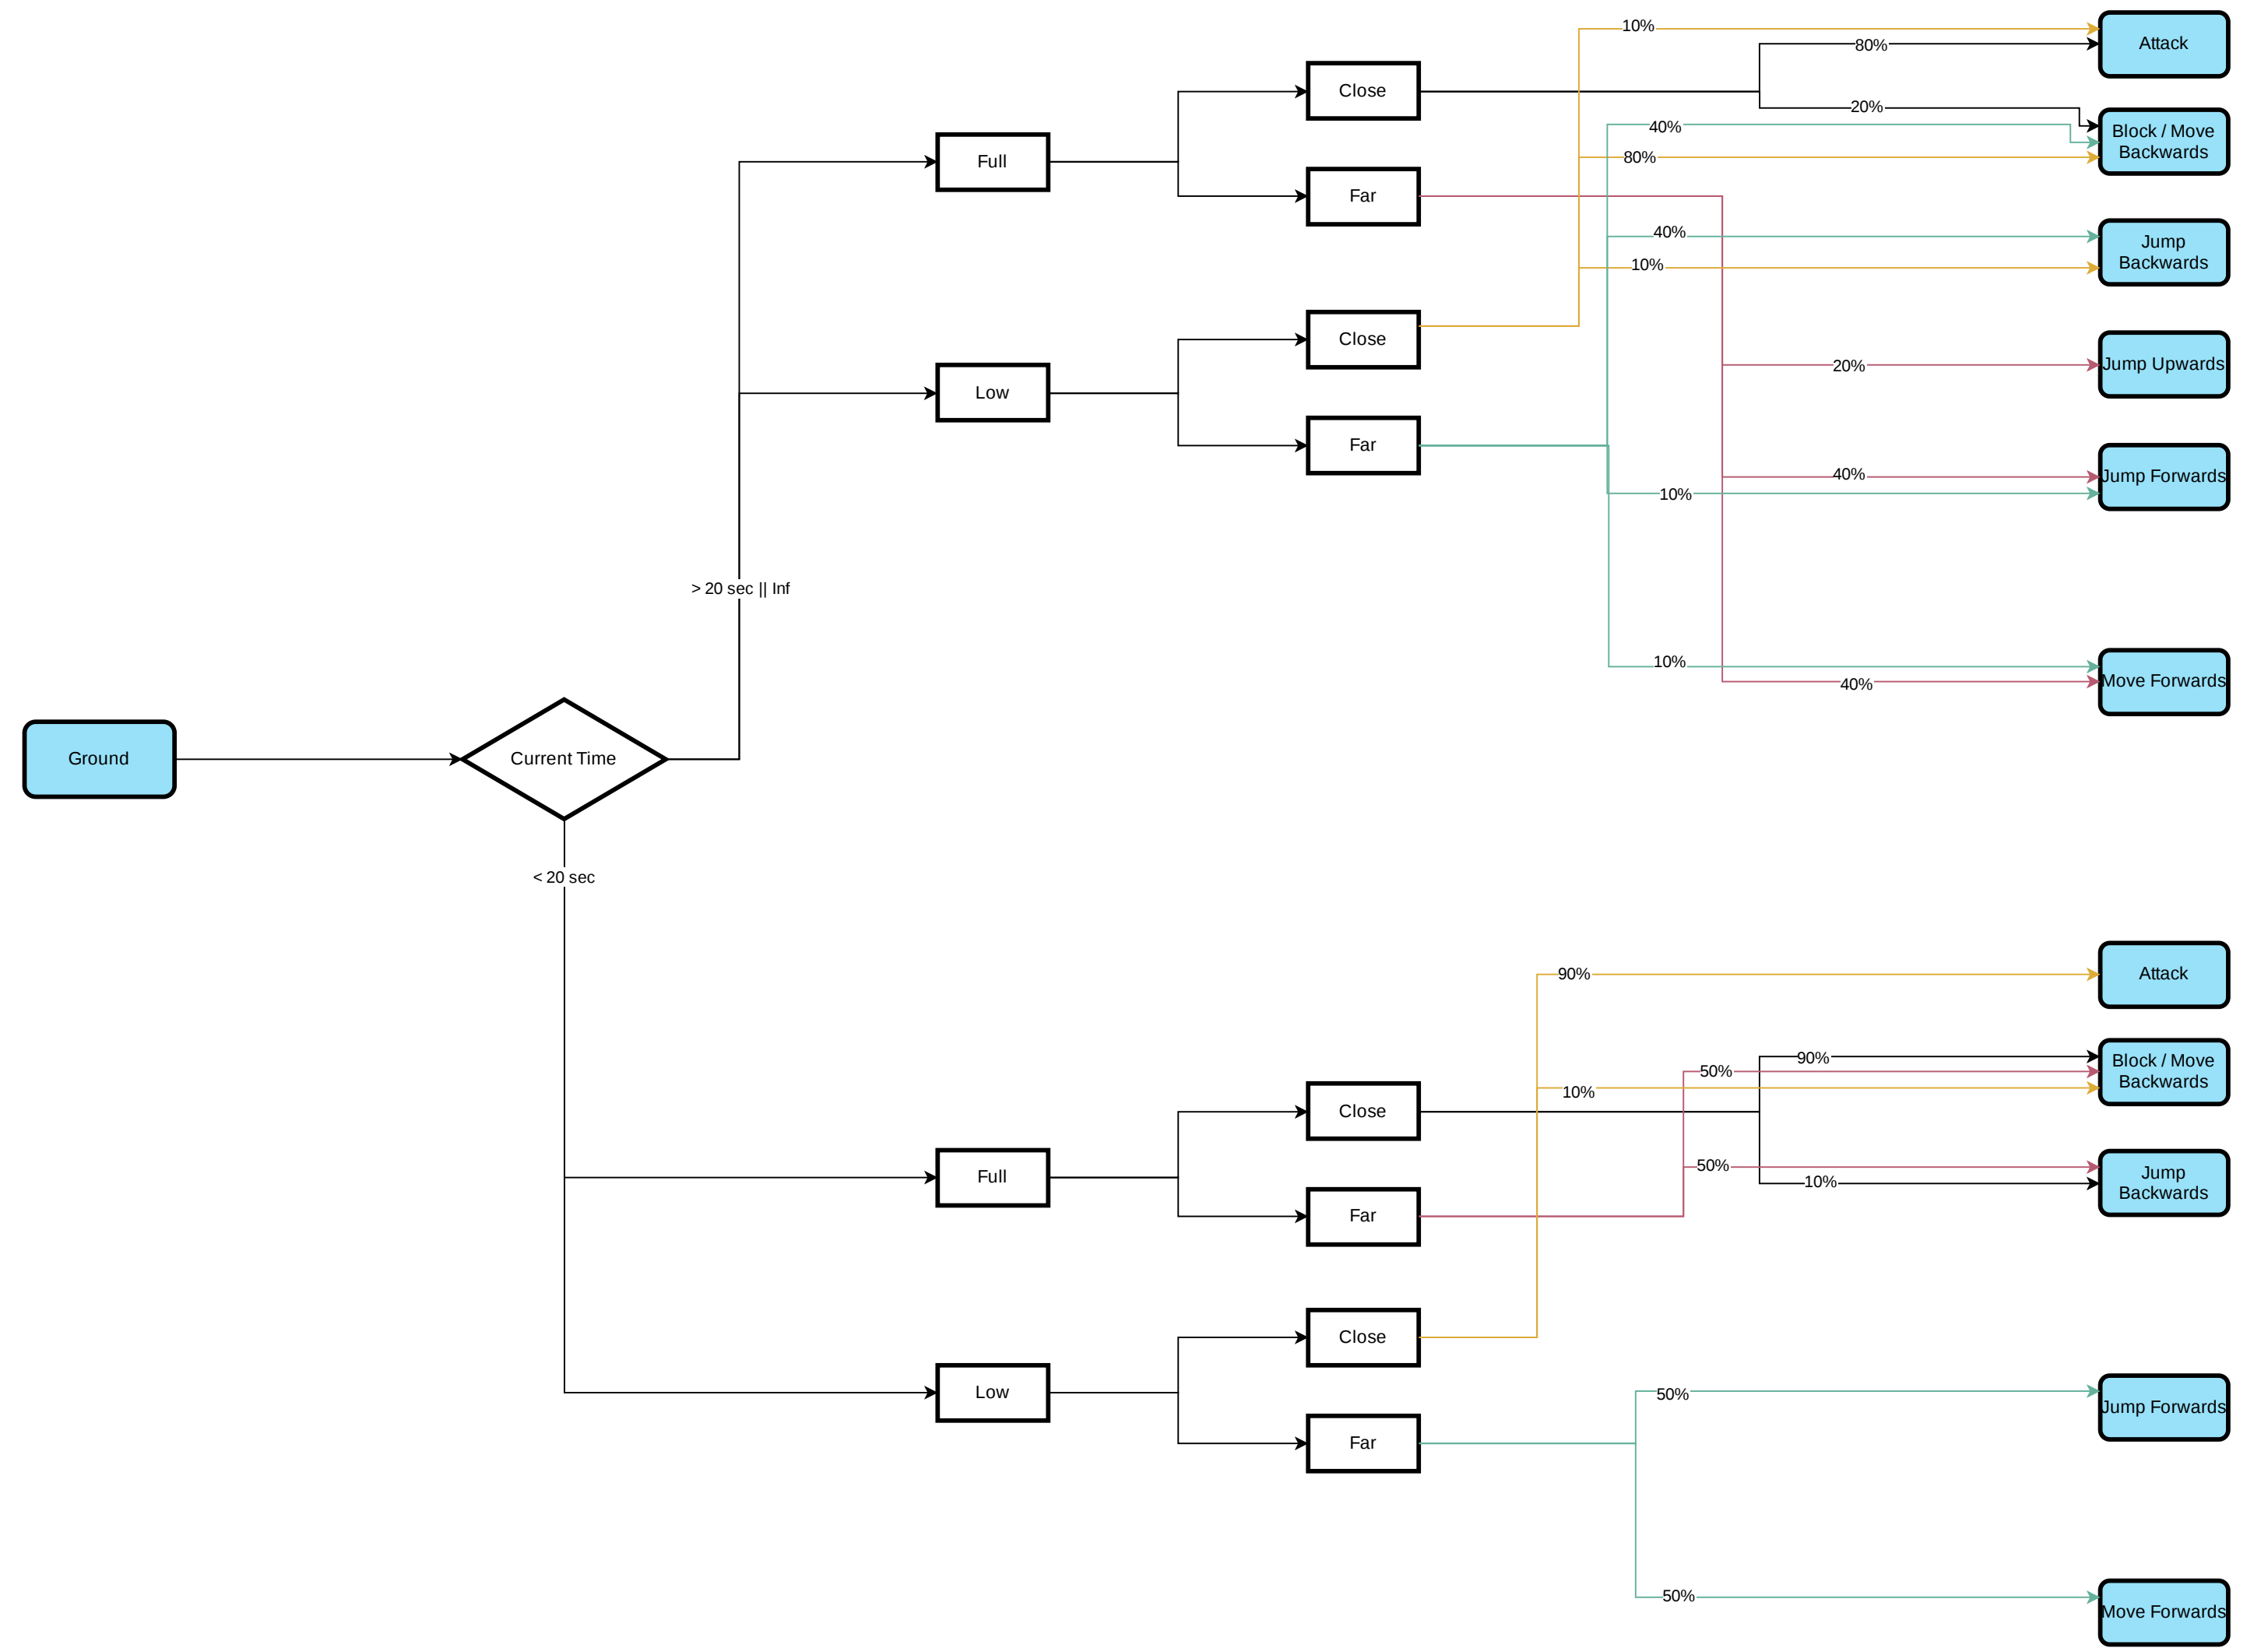 10%
Attack
80%
Close
20%
40%
Block / Move
Backwards
Full
80%
Far
40%
Jump
Backwards
10%
Close
20%
Jump Upwards
Low
Far
40%
Jump Forwards
10%
> 20 sec || Inf
10%
Move Forwards
40%
Ground
Current Time
< 20 sec
90%
Attack
90%
Block / Move
Backwards
50%
10%
Close
50%
Jump
Backwards
Full
10%
Far
Close
Low
50%
Jump Forwards
Far
50%
Move Forwards